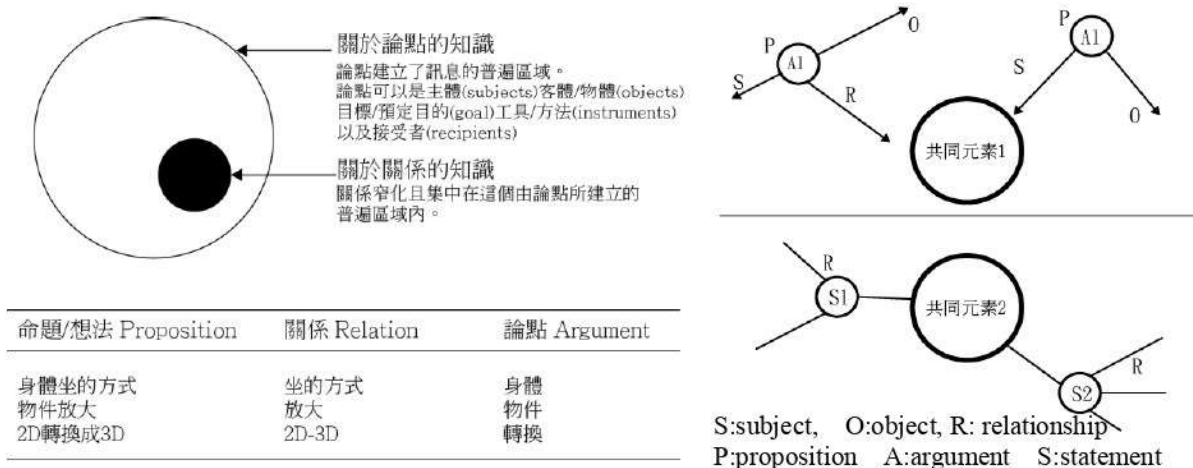 關於論點的知識
論點建立了訊息的普遍區域。
論點可以是主體(subjects)客體/物體(objects)
目標/預定目的(goal)工具/方法(instruments)
以及接受者(recipients)
關於關係的知識
關係窄化且集中在這個由論點所建立的
普遍區域內。
命題/想法 Proposition 關係 Relation 論點 Argument
身體坐的方式 坐的方式 身體
物件放大 放大 物件
2D轉換成3D 2D-3D 轉換
O
P
A1
S
R
P
A1
S
O
共同元素1
R
S1
共同元素2
R
S2
S:subject, O:object, R: relationship
P:proposition A:argument S:statement